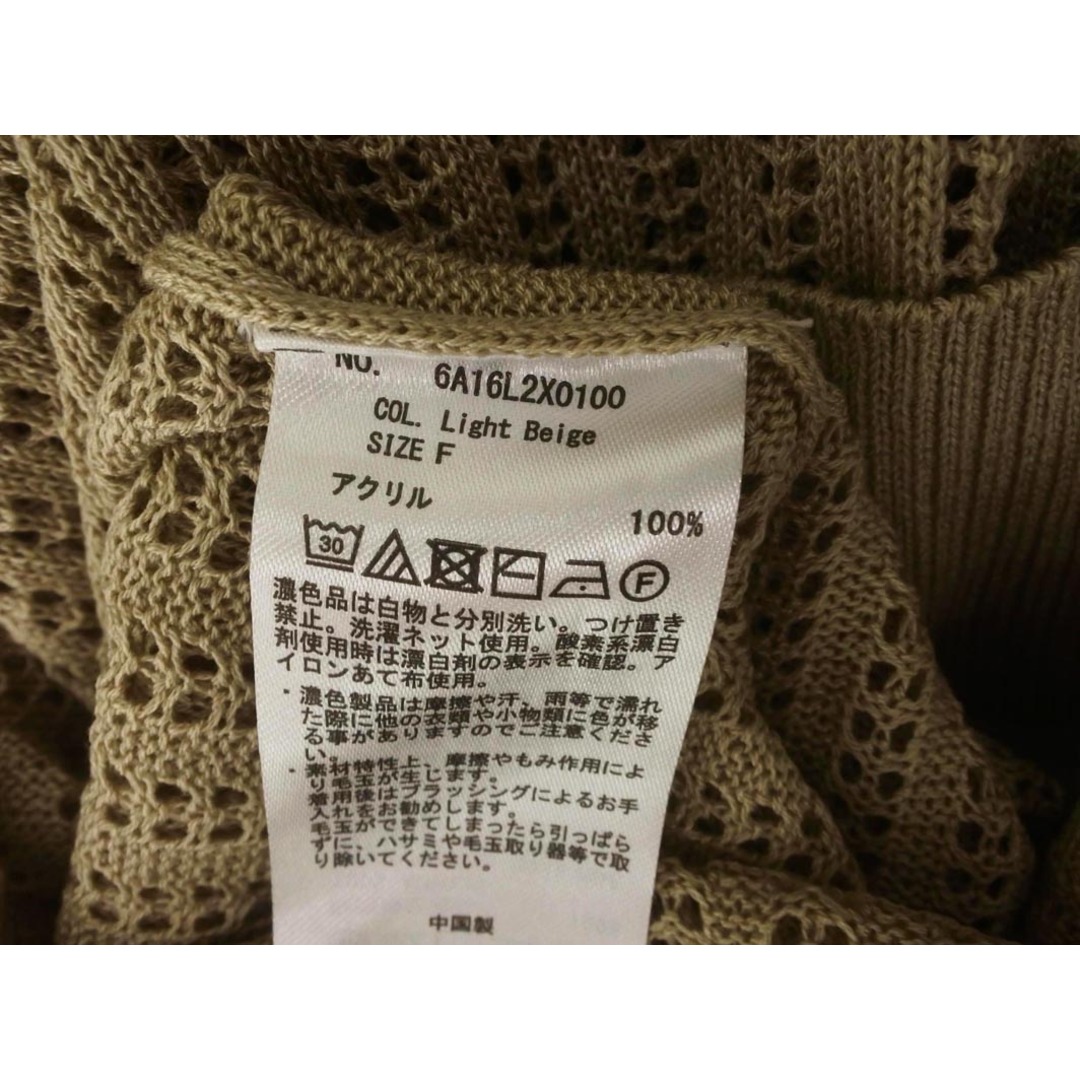 NO. 6A16L2X0100
COL. Light Beige
SIZE F
アクリル
100%
30
F
濃色品は白物と分別洗い。つけ置き
禁止。洗濯ネット使用。酸素系漂白
剤使用時は漂白剤の表示を確認。ア
イロンあて布使用。
・濃色製品は摩擦や汗、雨等で濡れ
た際に他の衣類や小物類に色が移
る事がありますのでご注意くださ
い。
・素材特性上、摩擦やもみ作用によ
り毛玉が生じます。
着用後はブラッシングによるお手
入れをお勧めします。
毛玉ができてしまったら引っぱら
ずに、ハサミや毛玉取り器等で取
り除いてください。
中国製